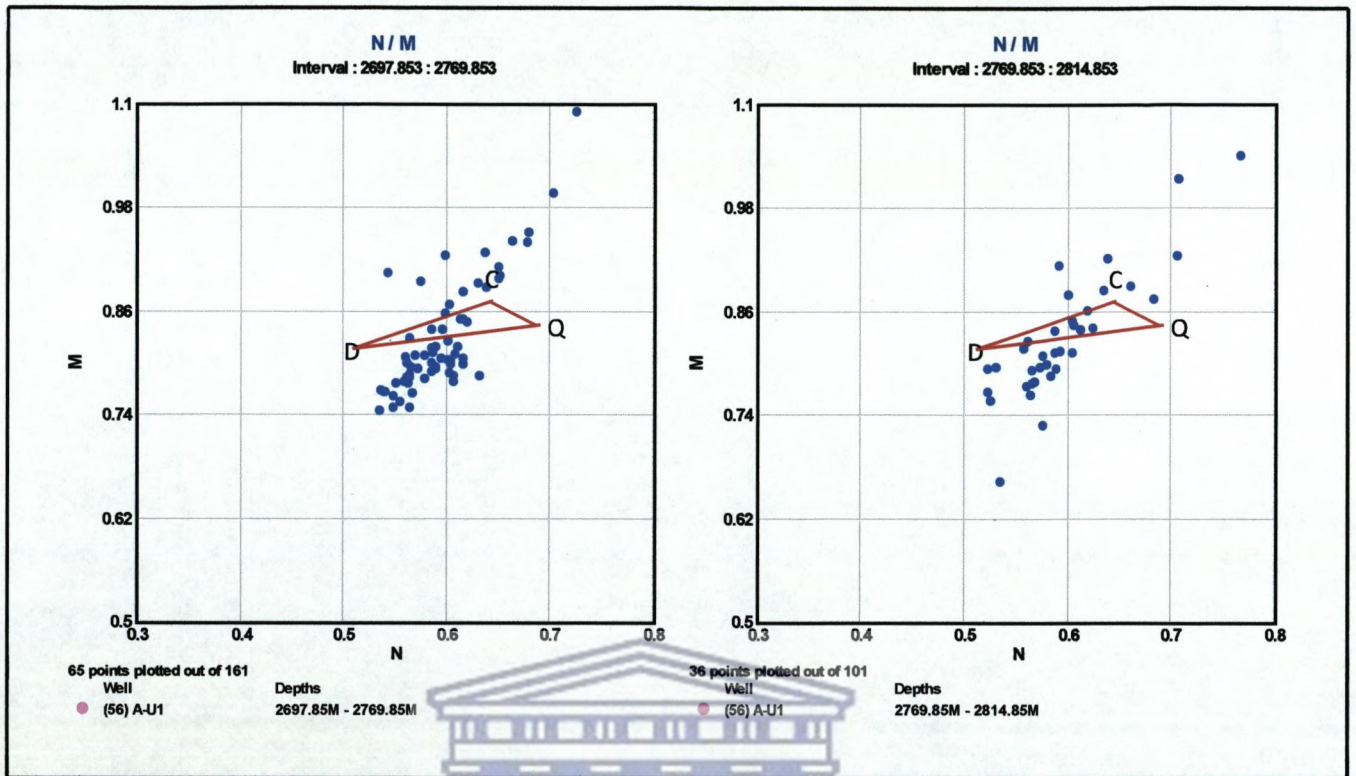 N / M
Interval : 2697.853 : 2769.853
1.1
0.98
0.86
0.74
0.62
0.5
M
C
D
Q
0.3 0.4 0.5 0.6 0.7 0.8
N
65 points plotted out of 161
Well Depths
(56) A-U1 2697.85M - 2769.85M
N / M
Interval : 2769.853 : 2814.853
1.1
0.98
0.86
0.74
0.62
0.5
M
C
D
Q
0.3 0.4 0.5 0.6 0.7 0.8
N
36 points plotted out of 101
Well Depths
(56) A-U1 2769.85M - 2814.85M